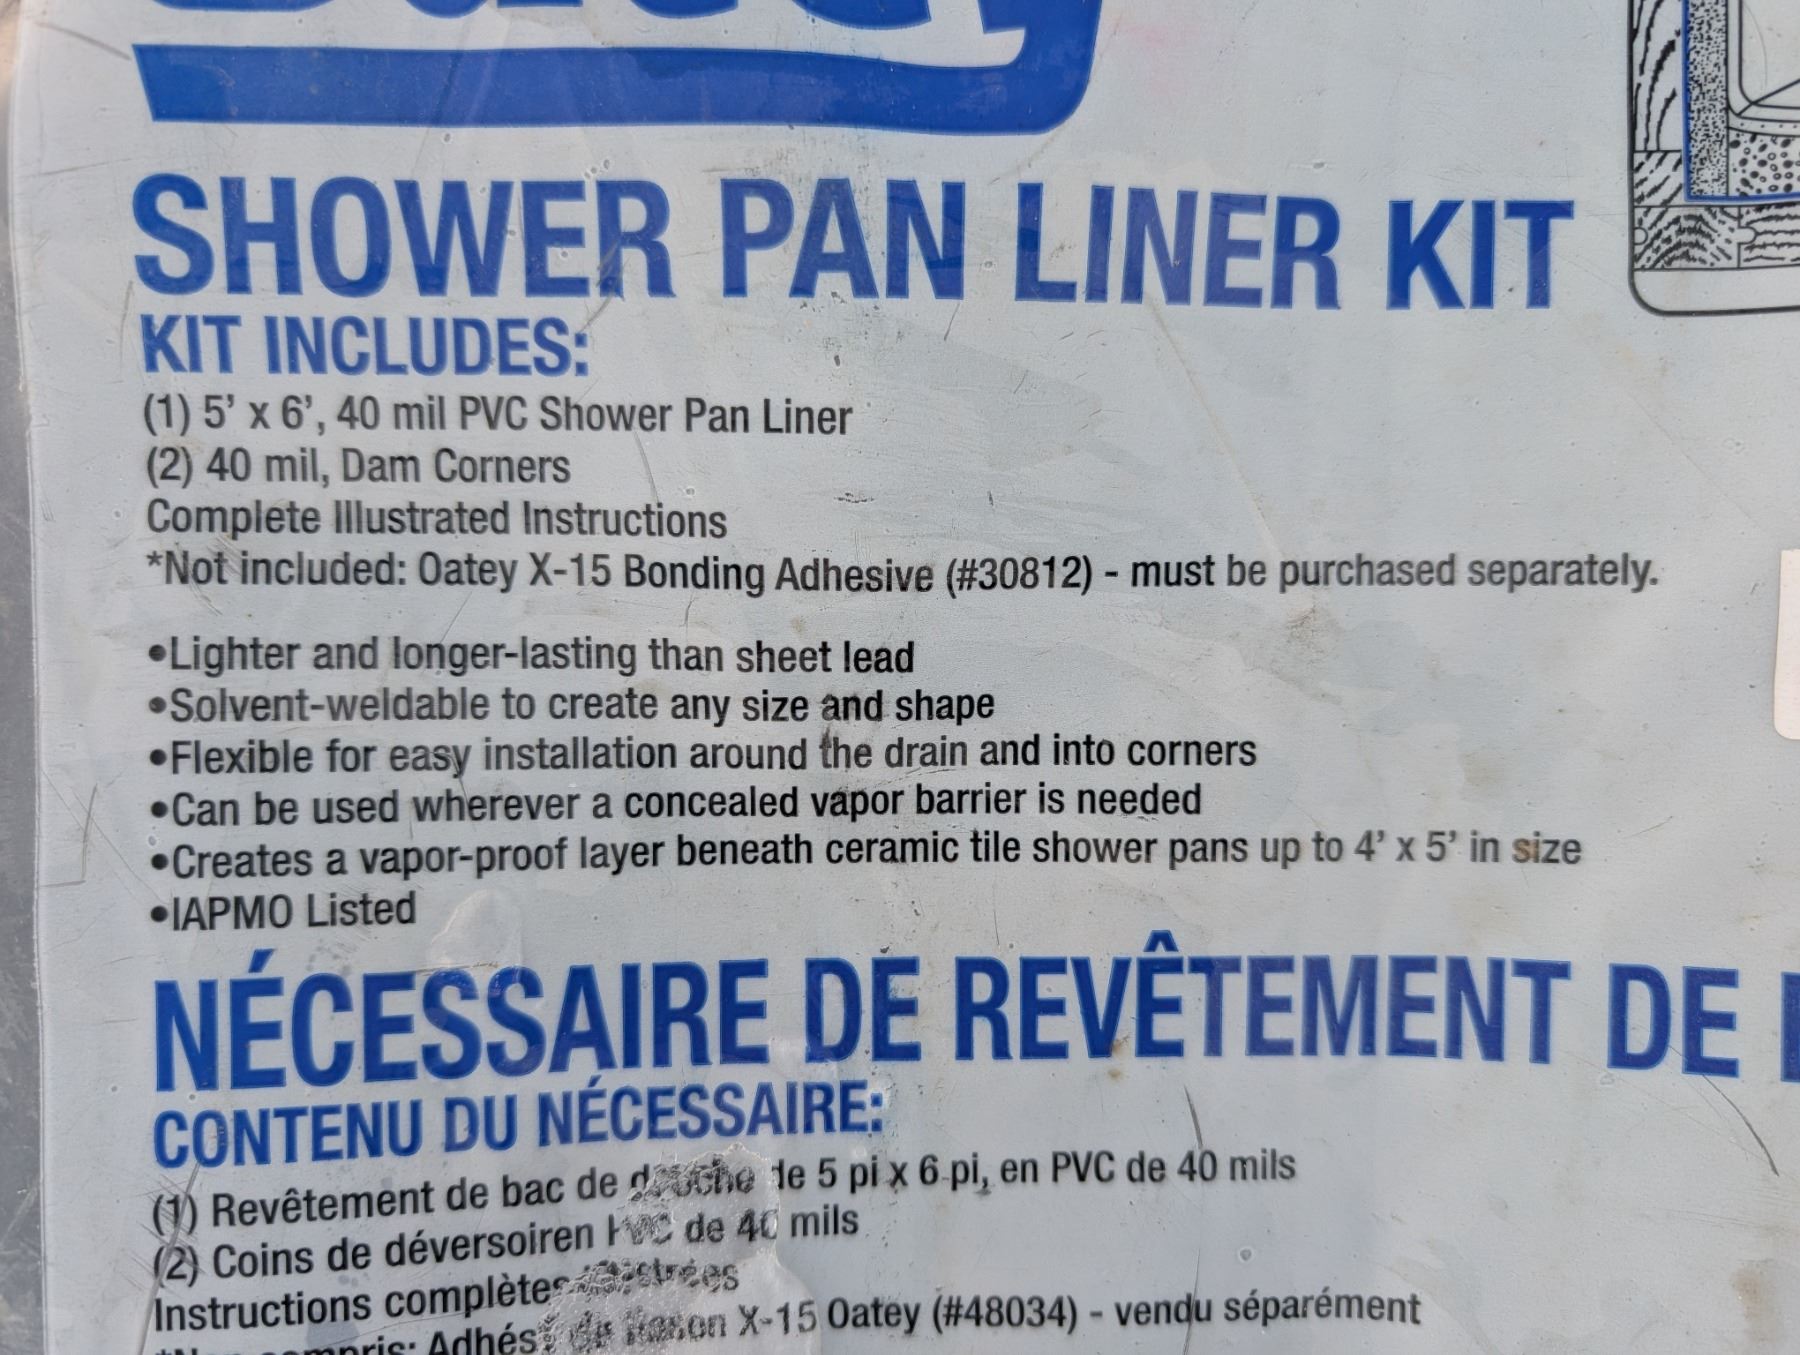 SHOWER PAN LINER KIT
KIT INCLUDES:
(1) 5' x 6', 40 mil PVC Shower Pan Liner
(2) 40 mil, Dam Corners
Complete Illustrated Instructions
*Not included: Oatey X-15 Bonding Adhesive (#30812) - must be purchased separately.
•Lighter and longer-lasting than sheet lead
•Solvent-weldable to create any size and shape
•Flexible for easy installation around the drain and into corners
•Can be used wherever a concealed vapor barrier is needed
•Creates a vapor-proof layer beneath ceramic tile shower pans up to 4' x 5' in size
•IAPMO Listed
NÉCESSAIRE DE REVÊTEMENT DE
CONTENU DU NÉCESSAIRE:
(1) Revêtement de bac de douche de 5 pi x 6 pi, en PVC de 40 mils
(2) Coins de déversoiren PVC de 40 mils
Instructions complètes
compris: X-15 Oatey (#48034) - vendu séparément